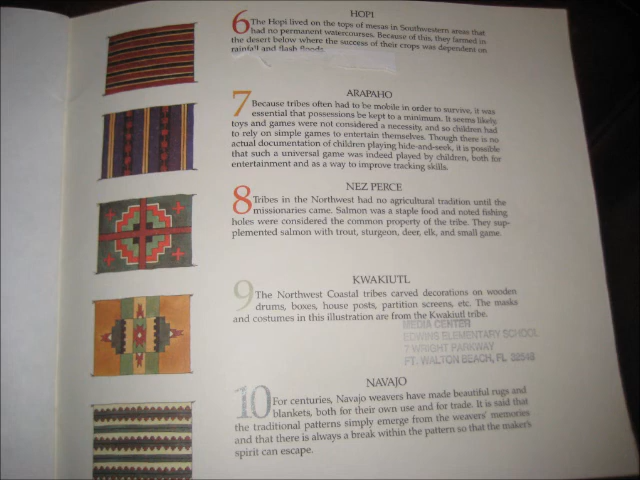 HOPI
6 The Hopi lived on the tops of mesas in Southwestern areas that
had no permanent watercourses. Because of this, they farmed in
the desert below where the success of their crops was dependent on
rainfall and flash floods.
ARAPAHO
7 Because tribes often had to be mobile in order to survive, it was
essential that possessions be kept to a minimum. It seems likely
toys and games were not considered a necessity, and so children had
to rely on simple games to entertain themselves. Though there is no
actual documentation of children playing hide-and-seek, it is possible
that such a universal game was indeed played by children, both for
entertainment and as a way to improve tracking skills.
NEZ PERCE
8 Tribes in the Northwest had no agricultural tradition until the
missionaries came. Salmon was a staple food and noted fishing
holes were considered the common property of the tribe. They sup-
plemented salmon with trout, sturgeon, deer, elk, and small game.
KWAKIUTL
9 The Northwest Coastal tribes carved decorations on wooden
drums, boxes, house posts, partition screens, etc. The masks
and costumes in this illustration are from the Kwakiutl tribe.
MEDIA CENTER
EDWINS ELEMENTARY SCHOOL
7 WRIGHT PARKWAY
FT. WALTON BEACH, FL 32548
NAVAJO
10 For centuries, Navajo weavers have made beautiful rugs and
blankets, both for their own use and for trade. It is said that
the traditional patterns simply emerge from the weavers' memories
and that there is always a break within the pattern so that the maker's
spirit can escape.